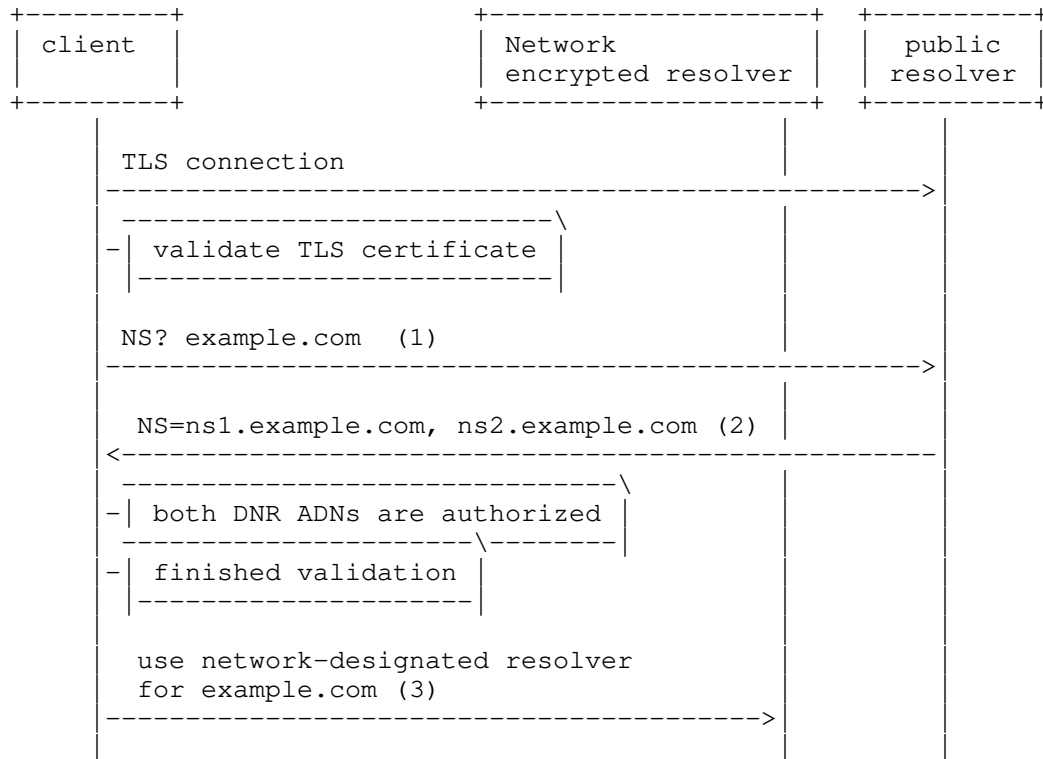 client
Network
encrypted resolver
public
resolver
TLS connection
validate TLS certificate
NS? example.com (1)
NS=ns1.example.com, ns2.example.com (2)
both DNR ADNs are authorized
finished validation
use network-designated resolver
for example.com (3)